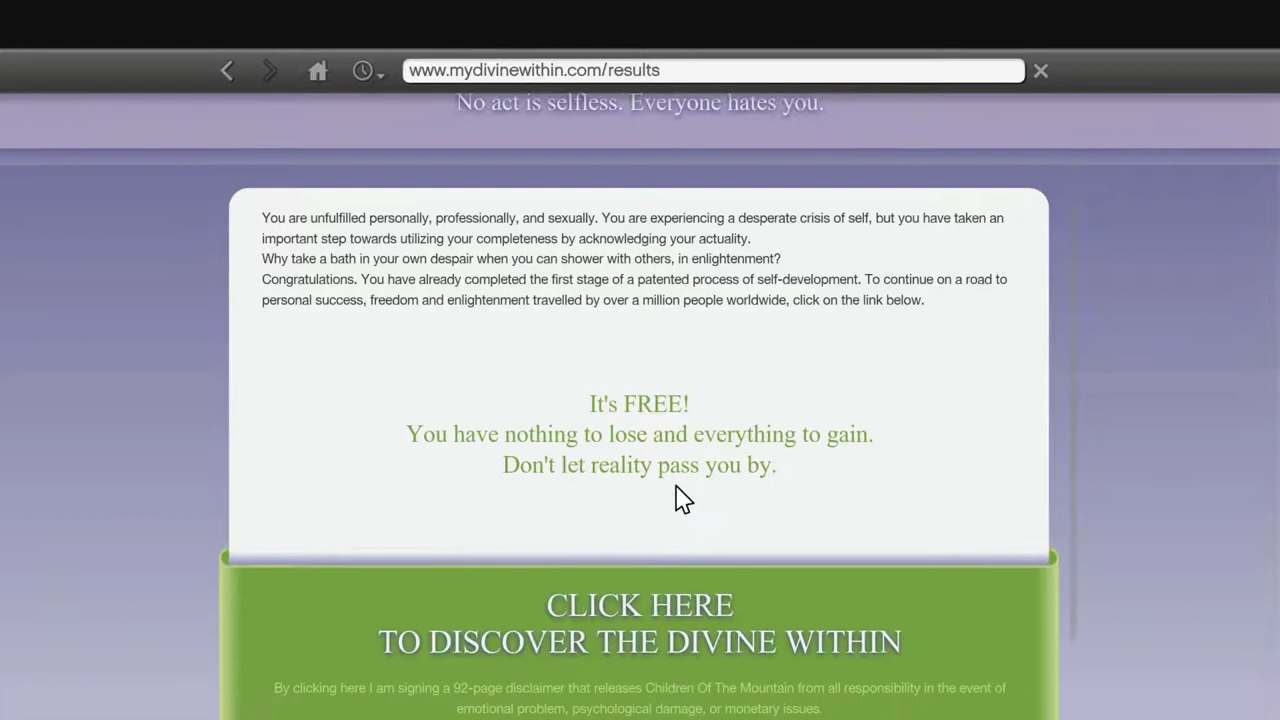 www.mydivinewithin.com/results
No act is selfless. Everyone hates you.
You are unfulfilled personally, professionally, and sexually. You are experiencing a desperate crisis of self, but you have taken an
important step towards utilizing your completeness by acknowledging your actuality.
Why take a bath in your own despair when you can shower with others, in enlightenment?
Congratulations. You have already completed the first stage of a patented process of self-development. To continue on a road to
personal success, freedom and enlightenment travelled by over a million people worldwide, click on the link below.
It's FREE!
You have nothing to lose and everything to gain.
Don't let reality pass you by.
CLICK HERE
TO DISCOVER THE DIVINE WITHIN
By clicking here I am signing a 92-page disclaimer that releases Children Of The Mountain from all responsibility in the event of
emotional problem, psychological damage, or monetary issues.